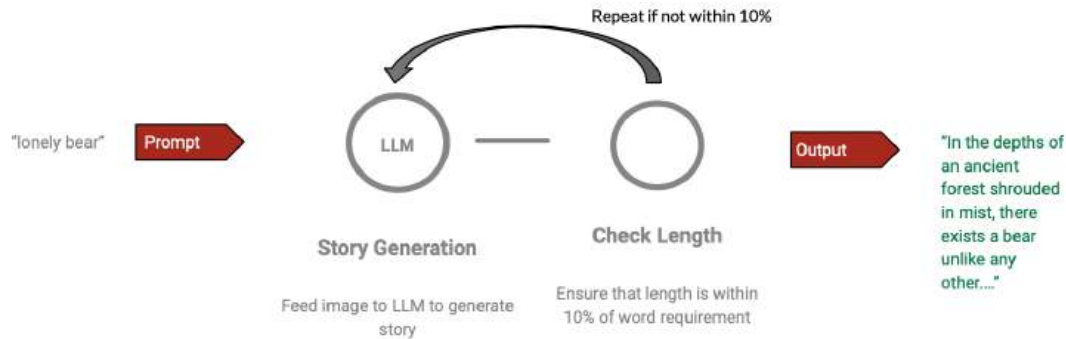 Repeat if not within 10%
"lonely bear"
Prompt
LLM
Output
"In the depths of
an ancient
forest shrouded
in mist, there
exists a bear
unlike any
other...."
Story Generation
Check Length
Feed image to LLM to generate
story
Ensure that length is within
10% of word requirement